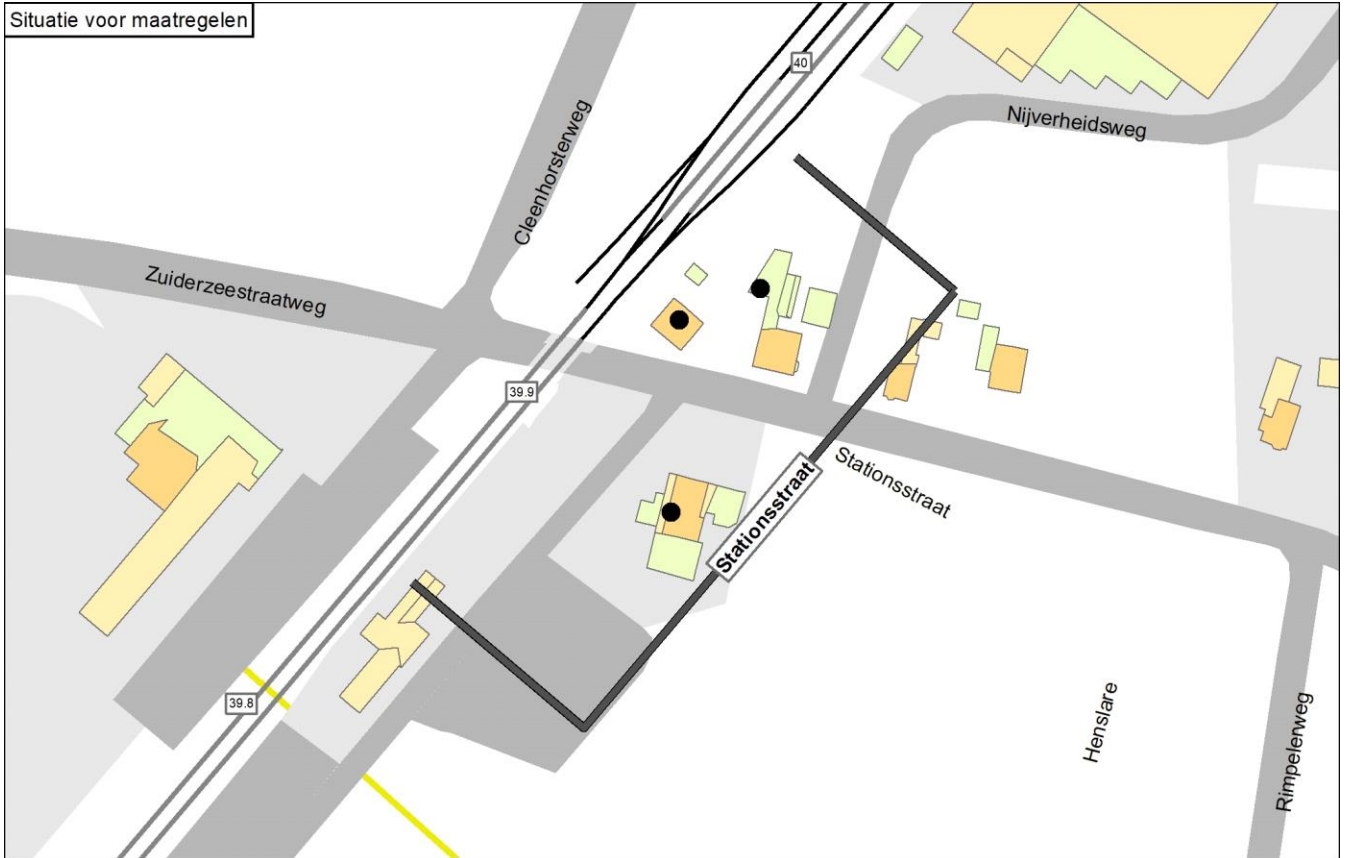 Situatie voor maatregelen
40
Nijverheidsweg
Cleenhorsterweg
Zuiderzeestraatweg
39.9
Stationsstraat
Stationsstraat
39.8
Henslare
Rimpelerweg